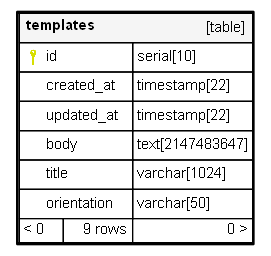 templates [table]
id serial[10]
created_at timestamp[22]
updated_at timestamp[22]
body text[2147483647]
title varchar[1024]
orientation varchar[50]
< 0 9 rows 0 >